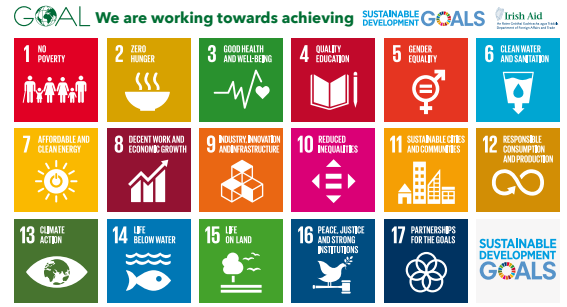 GOAL We are working towards achieving SUSTAINABLE DEVELOPMENT GOALS Irish Aid
1 NO POVERTY
2 ZERO HUNGER
3 GOOD HEALTH AND WELL-BEING
4 QUALITY EDUCATION
5 GENDER EQUALITY
6 CLEAN WATER AND SANITATION
7 AFFORDABLE AND CLEAN ENERGY
8 DECENT WORK AND ECONOMIC GROWTH
9 INDUSTRY, INNOVATION AND INFRASTRUCTURE
10 REDUCED INEQUALITIES
11 SUSTAINABLE CITIES AND COMMUNITIES
12 RESPONSIBLE CONSUMPTION AND PRODUCTION
13 CLIMATE ACTION
14 LIFE BELOW WATER
15 LIFE ON LAND
16 PEACE, JUSTICE AND STRONG INSTITUTIONS
17 PARTNERSHIPS FOR THE GOALS
SUSTAINABLE
DEVELOPMENT
GOALS